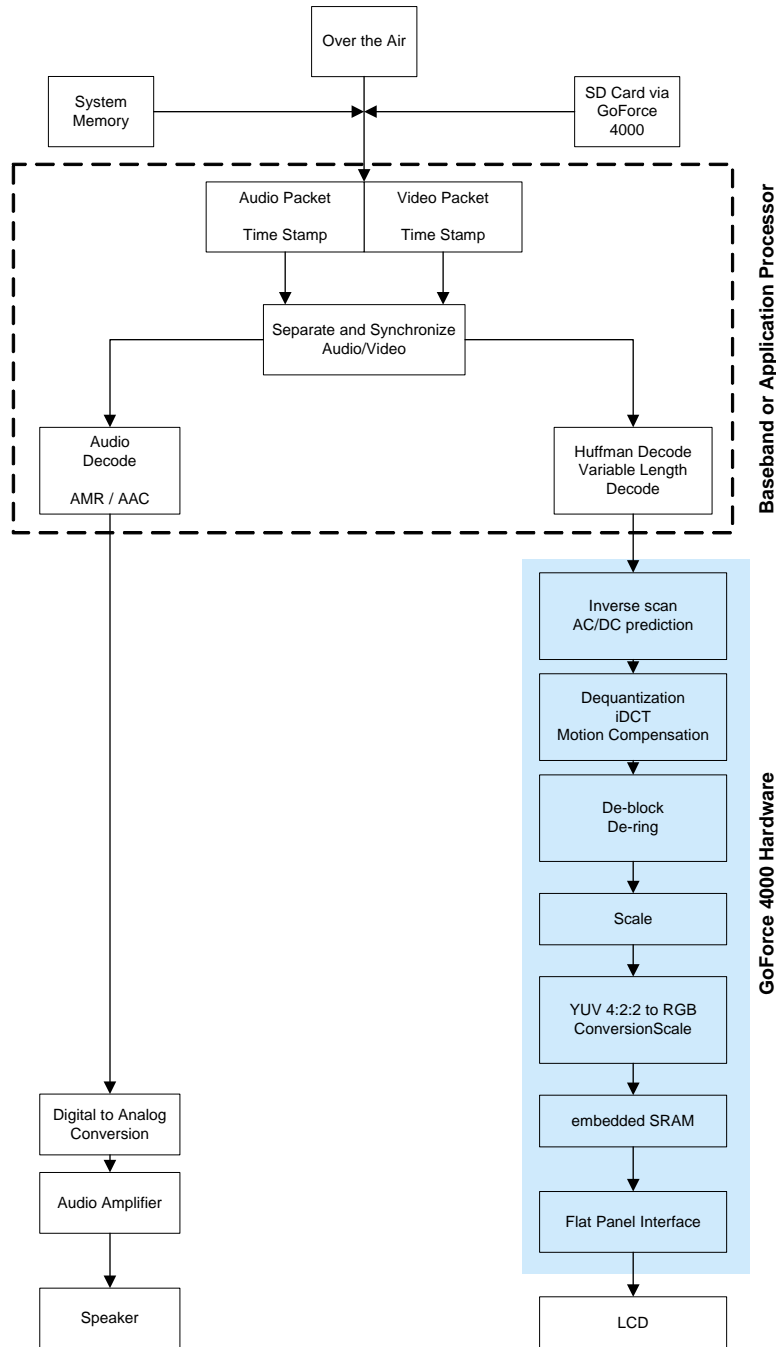 Over the Air
System
Memory
SD Card via
GoForce
4000
Audio Packet
Time Stamp
Video Packet
Time Stamp
Separate and Synchronize
Audio/Video
Audio
Decode
AMR / AAC
Huffman Decode
Variable Length
Decode
Baseband or Application Processor
Inverse scan
AC/DC prediction
Dequantization
iDCT
Motion Compensation
De-block
De-ring
Scale
YUV 4:2:2 to RGB
ConversionScale
embedded SRAM
Flat Panel Interface
GoForce 4000 Hardware
Digital to Analog
Conversion
Audio Amplifier
Speaker
LCD